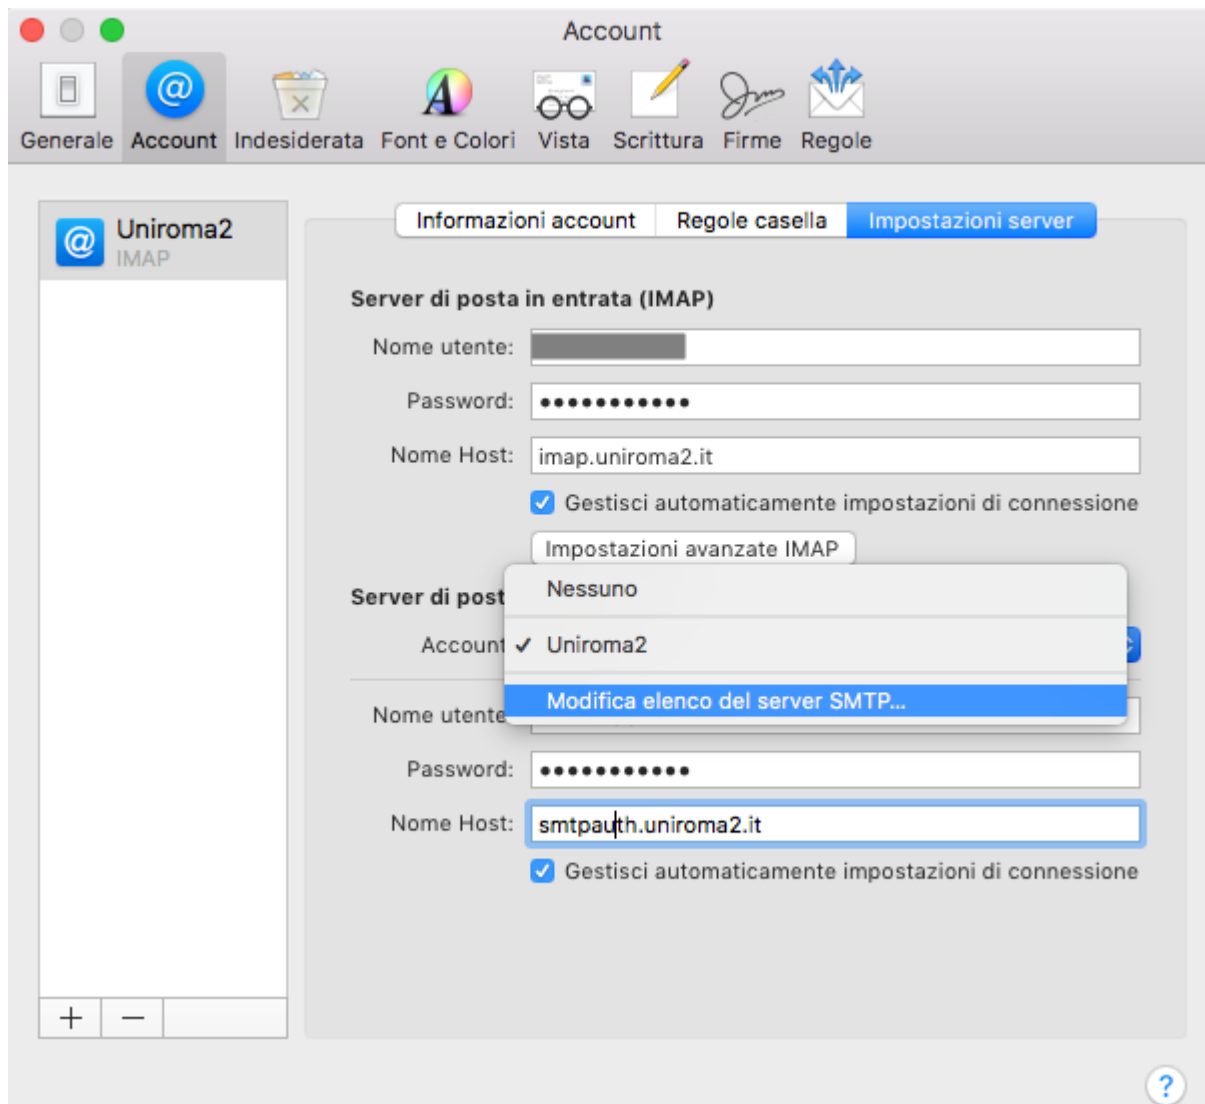 Account
Generale Account Indesiderata Font e Colori Vista Scrittura Firme Regole
Uniroma2
IMAP
Informazioni account Regole casella Impostazioni server
Server di posta in entrata (IMAP)
Nome utente:
Password: •••••••••••
Nome Host: imap.uniroma2.it
Gestisci automaticamente impostazioni di connessione
Impostazioni avanzate IMAP
Nessuno
Server di post
Account ✓ Uniroma2
Modifica elenco del server SMTP...
Nome utente
Password: •••••••••••
Nome Host: smtpauth.uniroma2.it
Gestisci automaticamente impostazioni di connessione
+ −
?